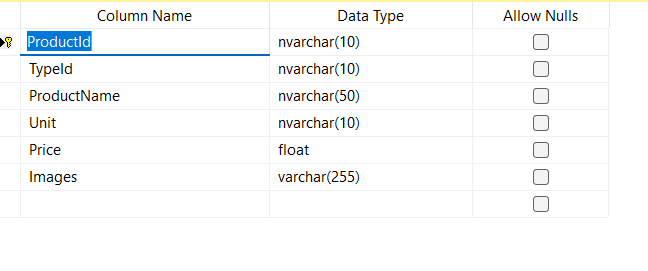 Column Name Data Type Allow Nulls
ProductId nvarchar(10)
TypeId nvarchar(10)
ProductName nvarchar(50)
Unit nvarchar(10)
Price float
Images varchar(255)